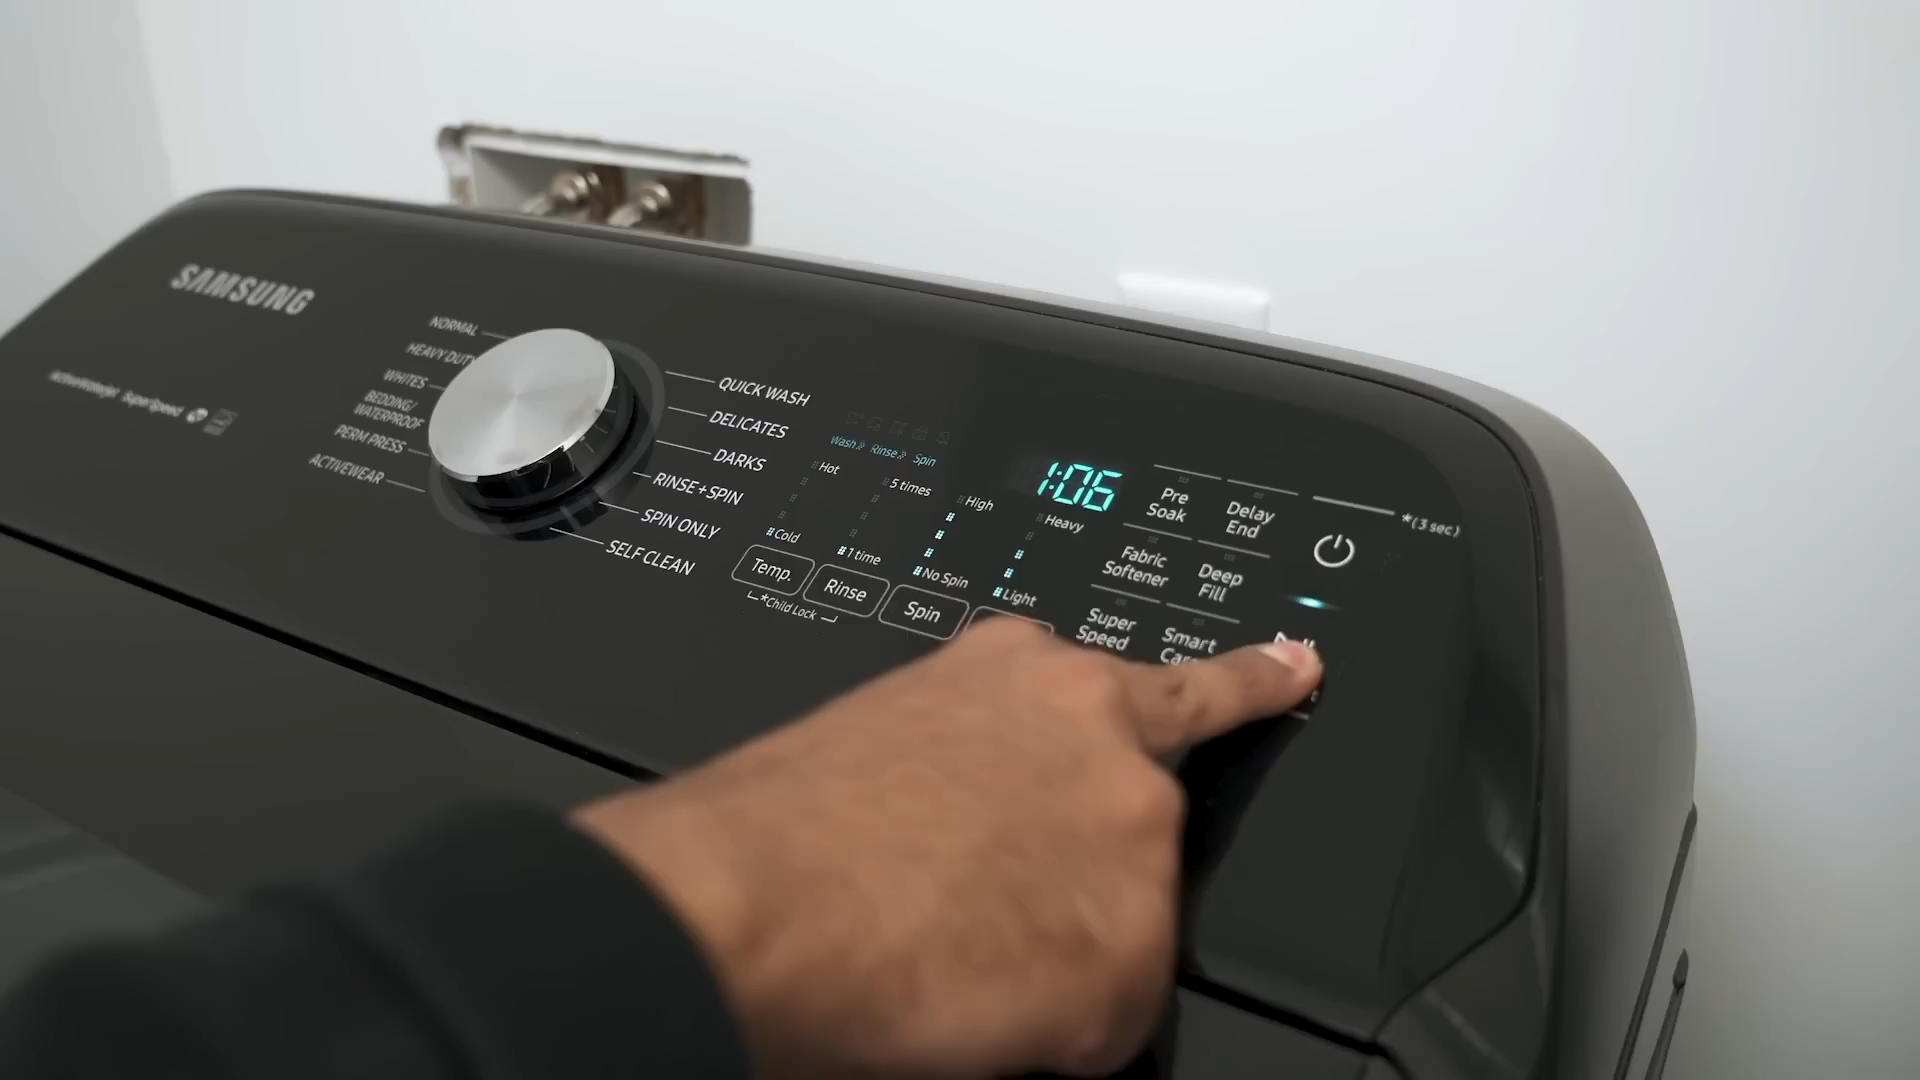 SAMSUNG
ActiveWaterjet SuperSpeed
NORMAL
HEAVY DUTY
WHITES
BEDDING/
WATERPROOF
PERM PRESS
ACTIVEWEAR
QUICK WASH
DELICATES
DARKS
RINSE+SPIN
SPIN ONLY
SELF CLEAN
Wash» Rinse» Spin
Hot
Cold
Temp.
5 times
1 time
Rinse
*Child Lock
High
No Spin
Spin
1:06
Heavy
Light
Pre
Soak
Delay
End
Fabric
Softener
Deep
Fill
Super
Speed
Smart
*(3 sec)